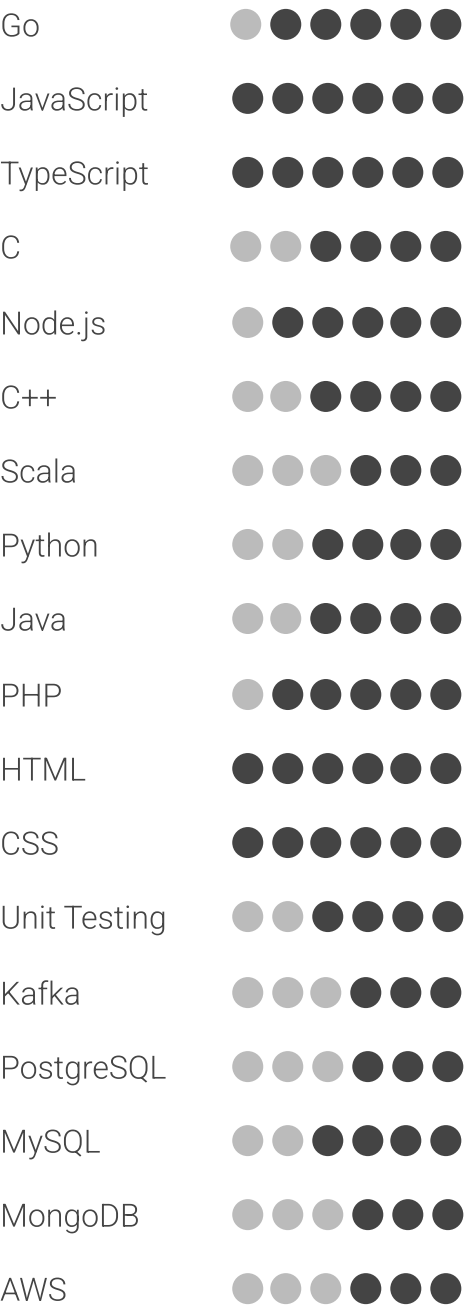 Go
JavaScript
TypeScript
C
Node.js
C++
Scala
Python
Java
PHP
HTML
CSS
Unit Testing
Kafka
PostgreSQL
MySQL
MongoDB
AWS